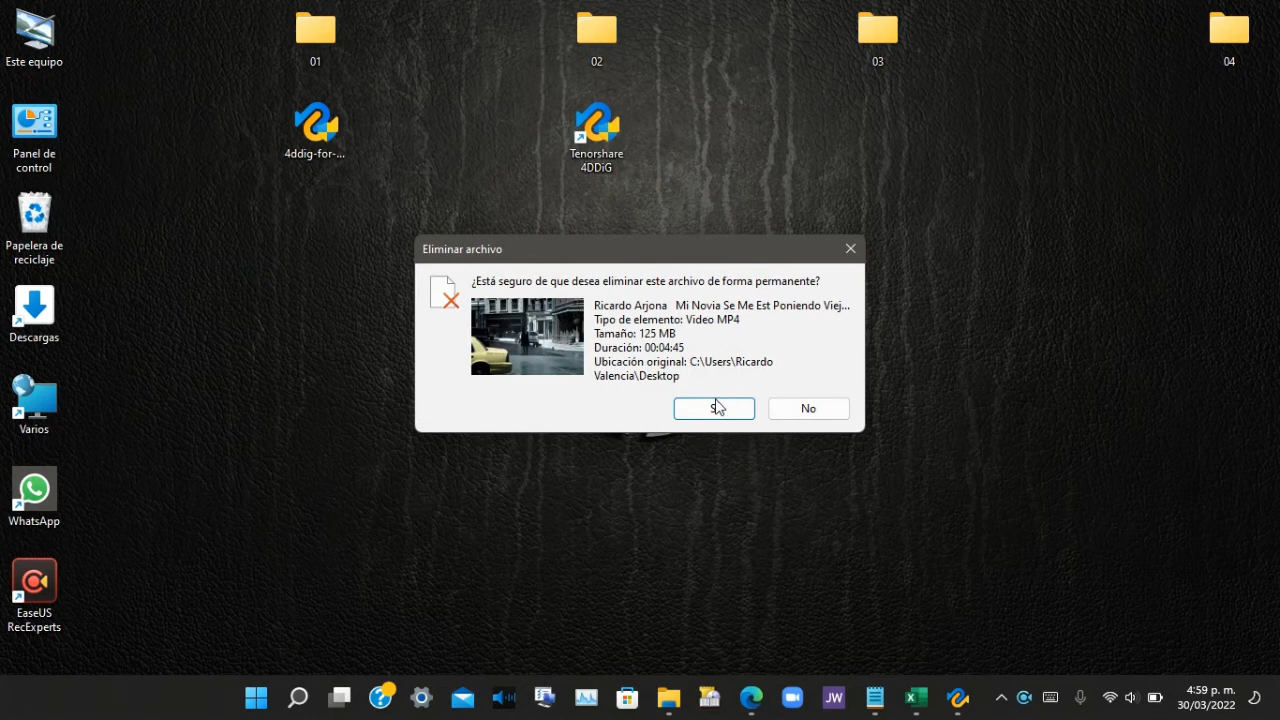 01
02
03
04
Este equipo
4ddig-for-...
Tenorshare
4DDiG
Panel de
control
Papelera de
reciclaje
Eliminar archivo
¿Está seguro de que desea eliminar este archivo de forma permanente?
Ricardo Arjona   Mi Novia Se Me Est Poniendo Viej...
Tipo de elemento: Video MP4
Tamaño: 125 MB
Duración: 00:04:45
Ubicación original: C:\Users\Ricardo
Valencia\Desktop
No
Descargas
Varios
WhatsApp
EaseUS
RecExperts
JW
4:59 p. m.
30/03/2022